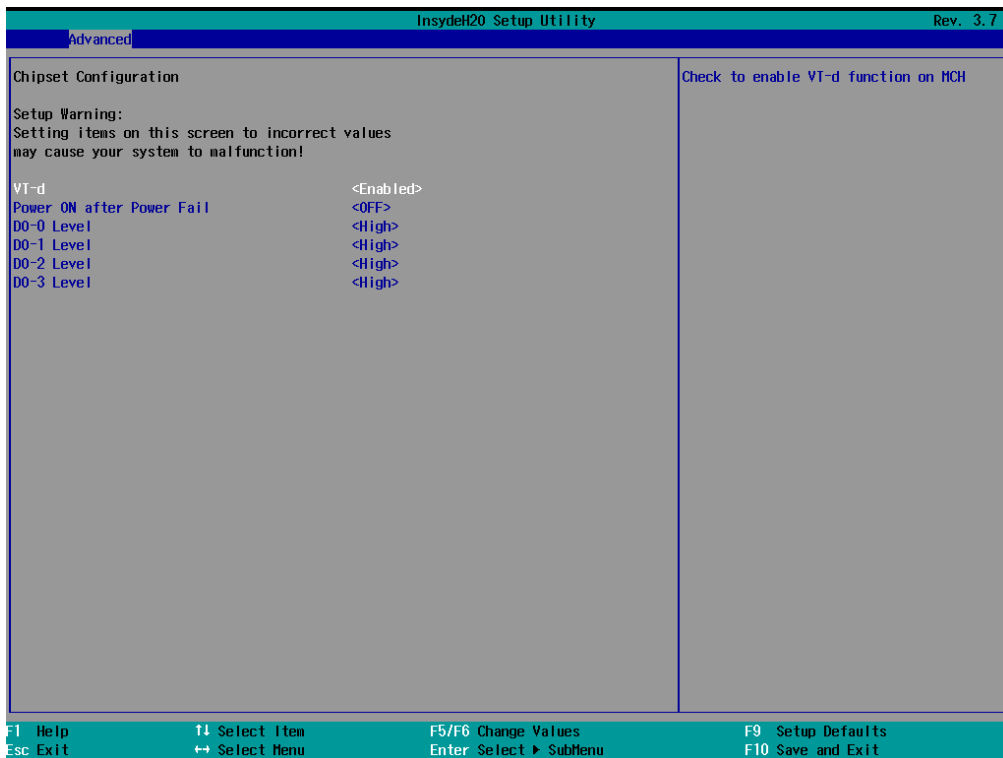 InsydeH20 Setup Utility Rev. 3.7
Advanced
Chipset Configuration
Setup Warning:
Setting items on this screen to incorrect values
may cause your system to malfunction!
VT-d <Enabled>
Power ON after Power Fail <OFF>
DO-0 Level <High>
DO-1 Level <High>
DO-2 Level <High>
DO-3 Level <High>
Check to enable VT-d function on MCH
F1 Help ↑↓ Select Item F5/F6 Change Values F9 Setup Defaults
Esc Exit ↔ Select Menu Enter Select ▶ SubMenu F10 Save and Exit